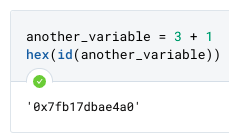 another_variable = 3 + 1
hex(id(another_variable))
'0x7fb17dbae4a0'